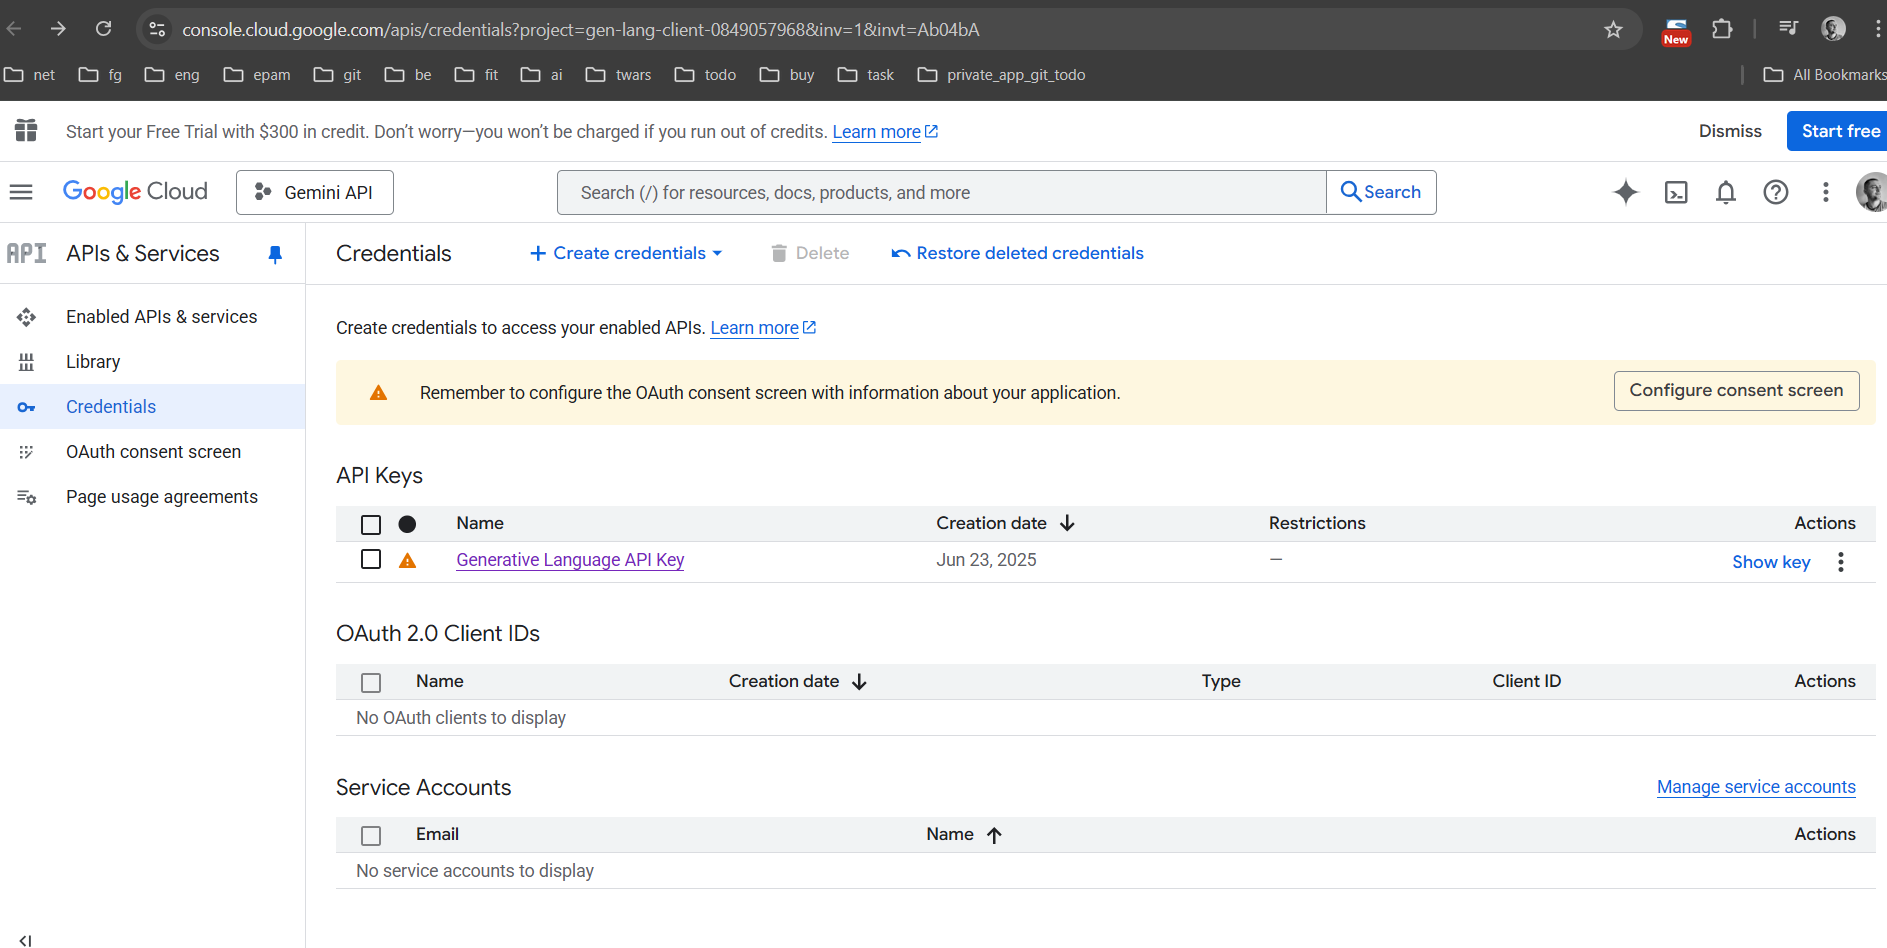 console.cloud.google.com/apis/credentials?project=gen-lang-client-0849057968&inv=1&invt=Ab04bA
New
net fg eng epam git be fit ai twars todo buy task private_app_git_todo All Bookmarks
Start your Free Trial with $300 in credit. Don't worry—you won't be charged if you run out of credits. Learn more Dismiss Start free
Google Cloud Gemini API Search (/) for resources, docs, products, and more Search
API APIs & Services
Credentials + Create credentials Delete Restore deleted credentials
Enabled APIs & services
Library
Credentials
OAuth consent screen
Page usage agreements
Create credentials to access your enabled APIs. Learn more
Remember to configure the OAuth consent screen with information about your application. Configure consent screen
API Keys
Name Creation date Restrictions Actions
Generative Language API Key Jun 23, 2025 — Show key
OAuth 2.0 Client IDs
Name Creation date Type Client ID Actions
No OAuth clients to display
Service Accounts Manage service accounts
Email Name Actions
No service accounts to display